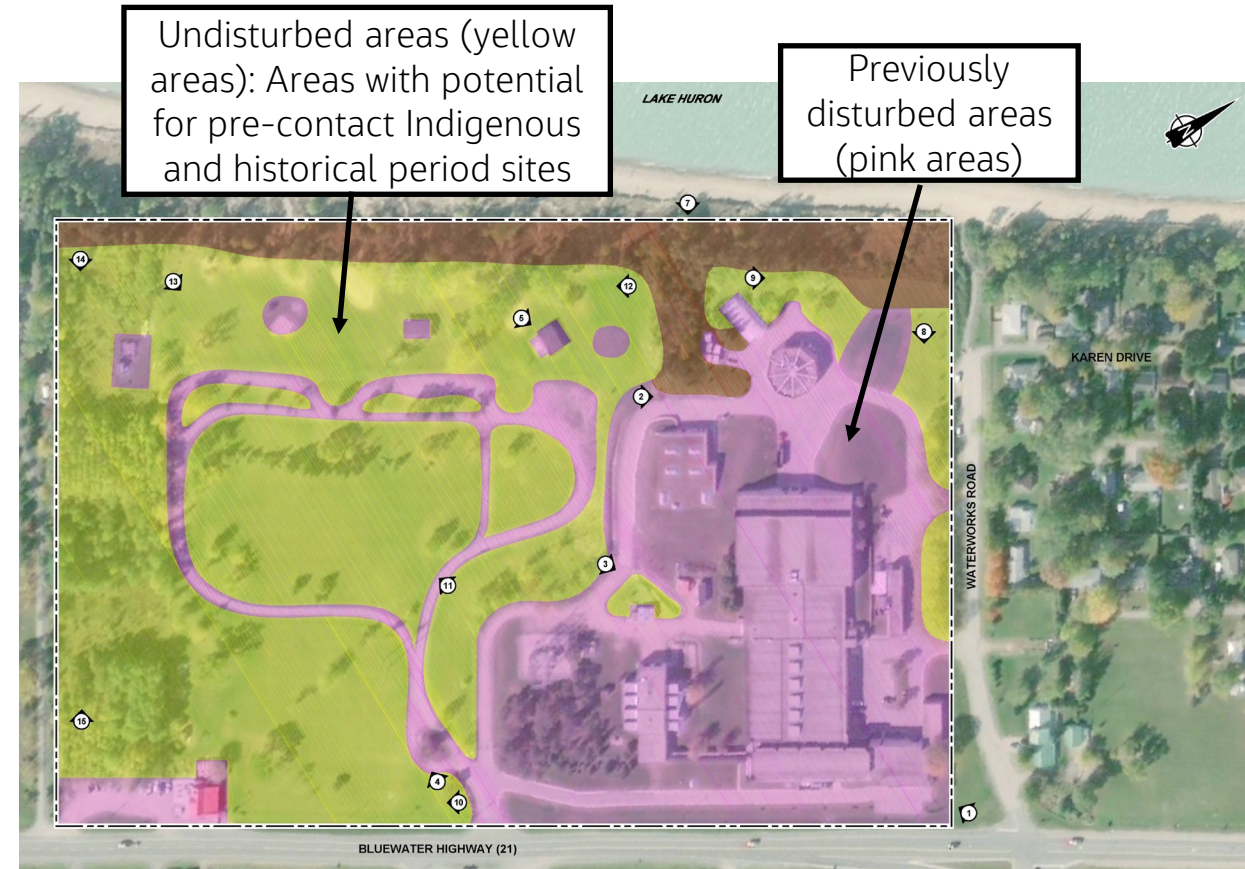 Undisturbed areas (yellow
areas): Areas with potential
for pre-contact Indigenous
and historical period sites
Previously
disturbed areas
(pink areas)
LAKE HURON
N
7
14
13
12
9
5
8
KAREN DRIVE
2
WATERWORKS ROAD
3
11
15
4
10
1
BLUEWATER HIGHWAY (21)